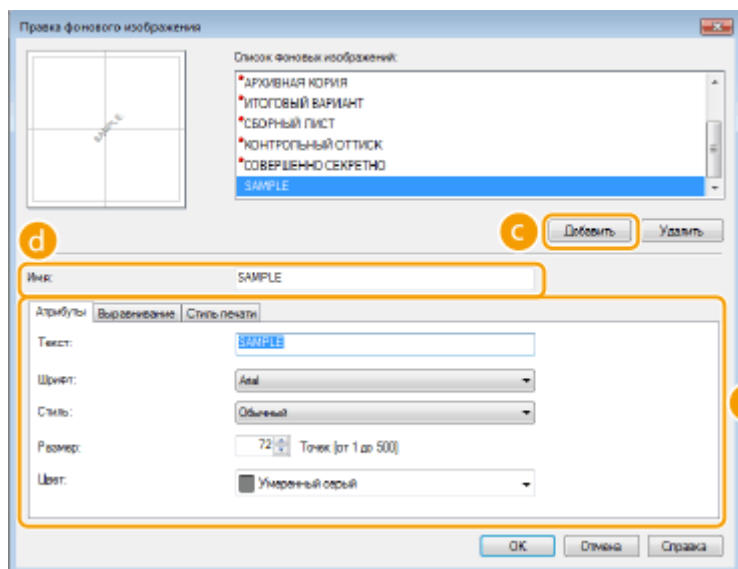 Правка фонового изображения
Список фоновых изображений:
SAMPLE
*АРХИВНАЯ КОРИЯ
*ИТОГОВЫЙ ВАРИАНТ
*СБОРНЫЙ ЛИСТ
*КОНТРОЛЬНЫЙ ОТТИСК
*СОВЕРШЕННО СЕКРЕТНО
SAMPLE
c Добавить Удалить
d
Имя: SAMPLE
Атрибуты Выравнивание Стиль печати
Текст: SAMPLE
Шрифт: Arial
Стиль: Обычный
Размер: 72 Точек [от 1 до 500]
Цвет: Умеренный серый
OK Отмена Справка